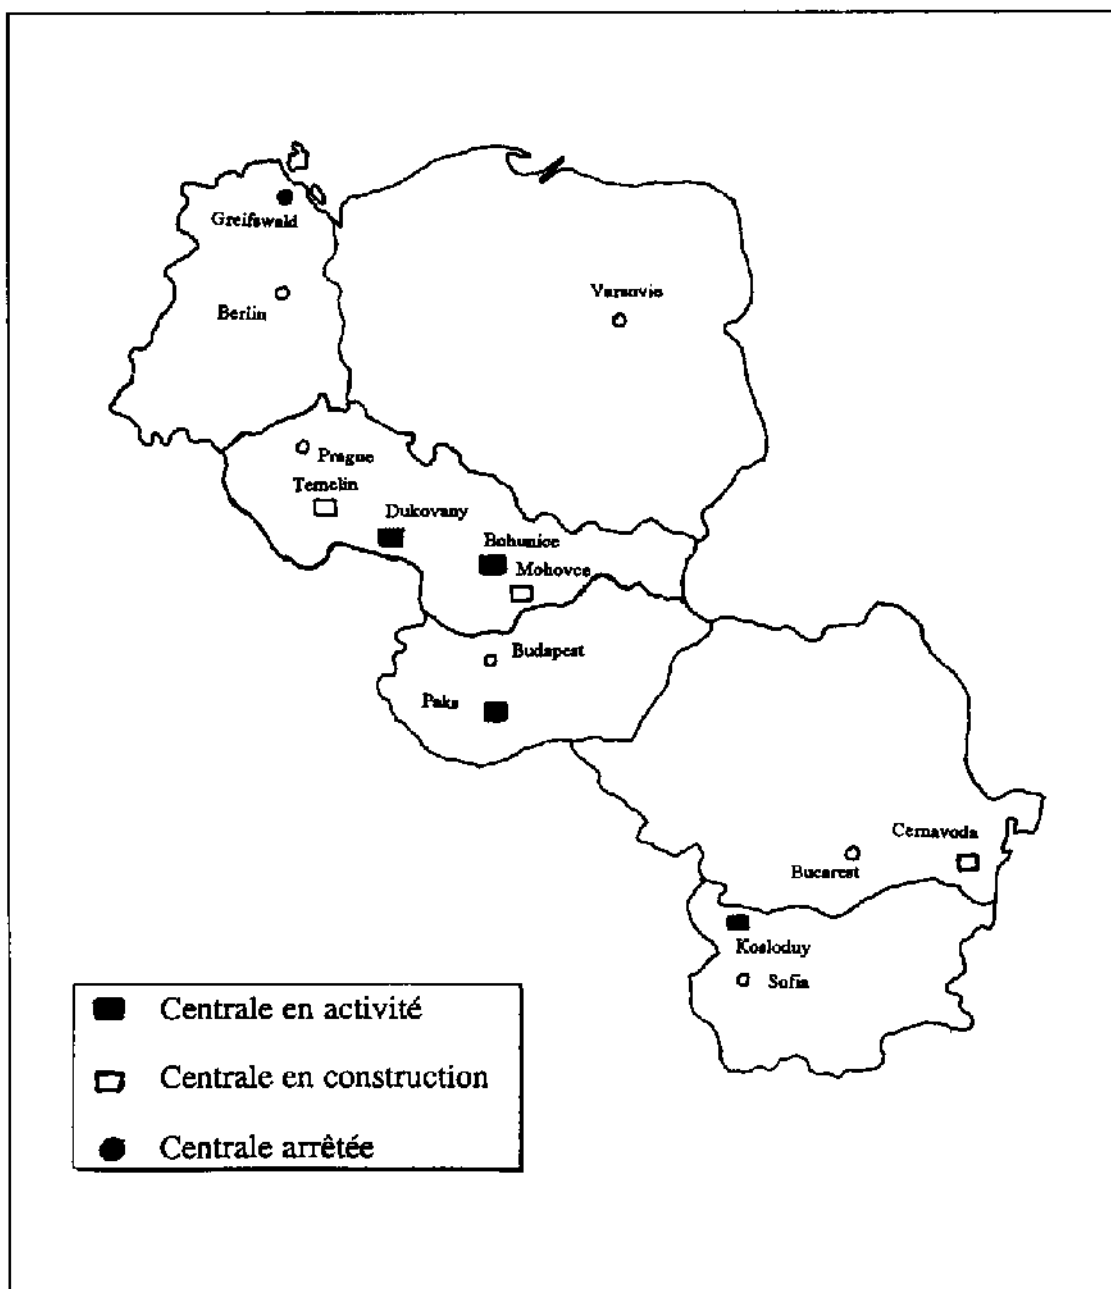 Greifswald
Varsovie
Berlin
Prague
Temelin
Dukovany
Bohunice
Mohovce
Budapest
Paks
Cernavoda
Bucarest
Kosloduy
Sofia
Centrale en activité
Centrale en construction
Centrale arrêtée